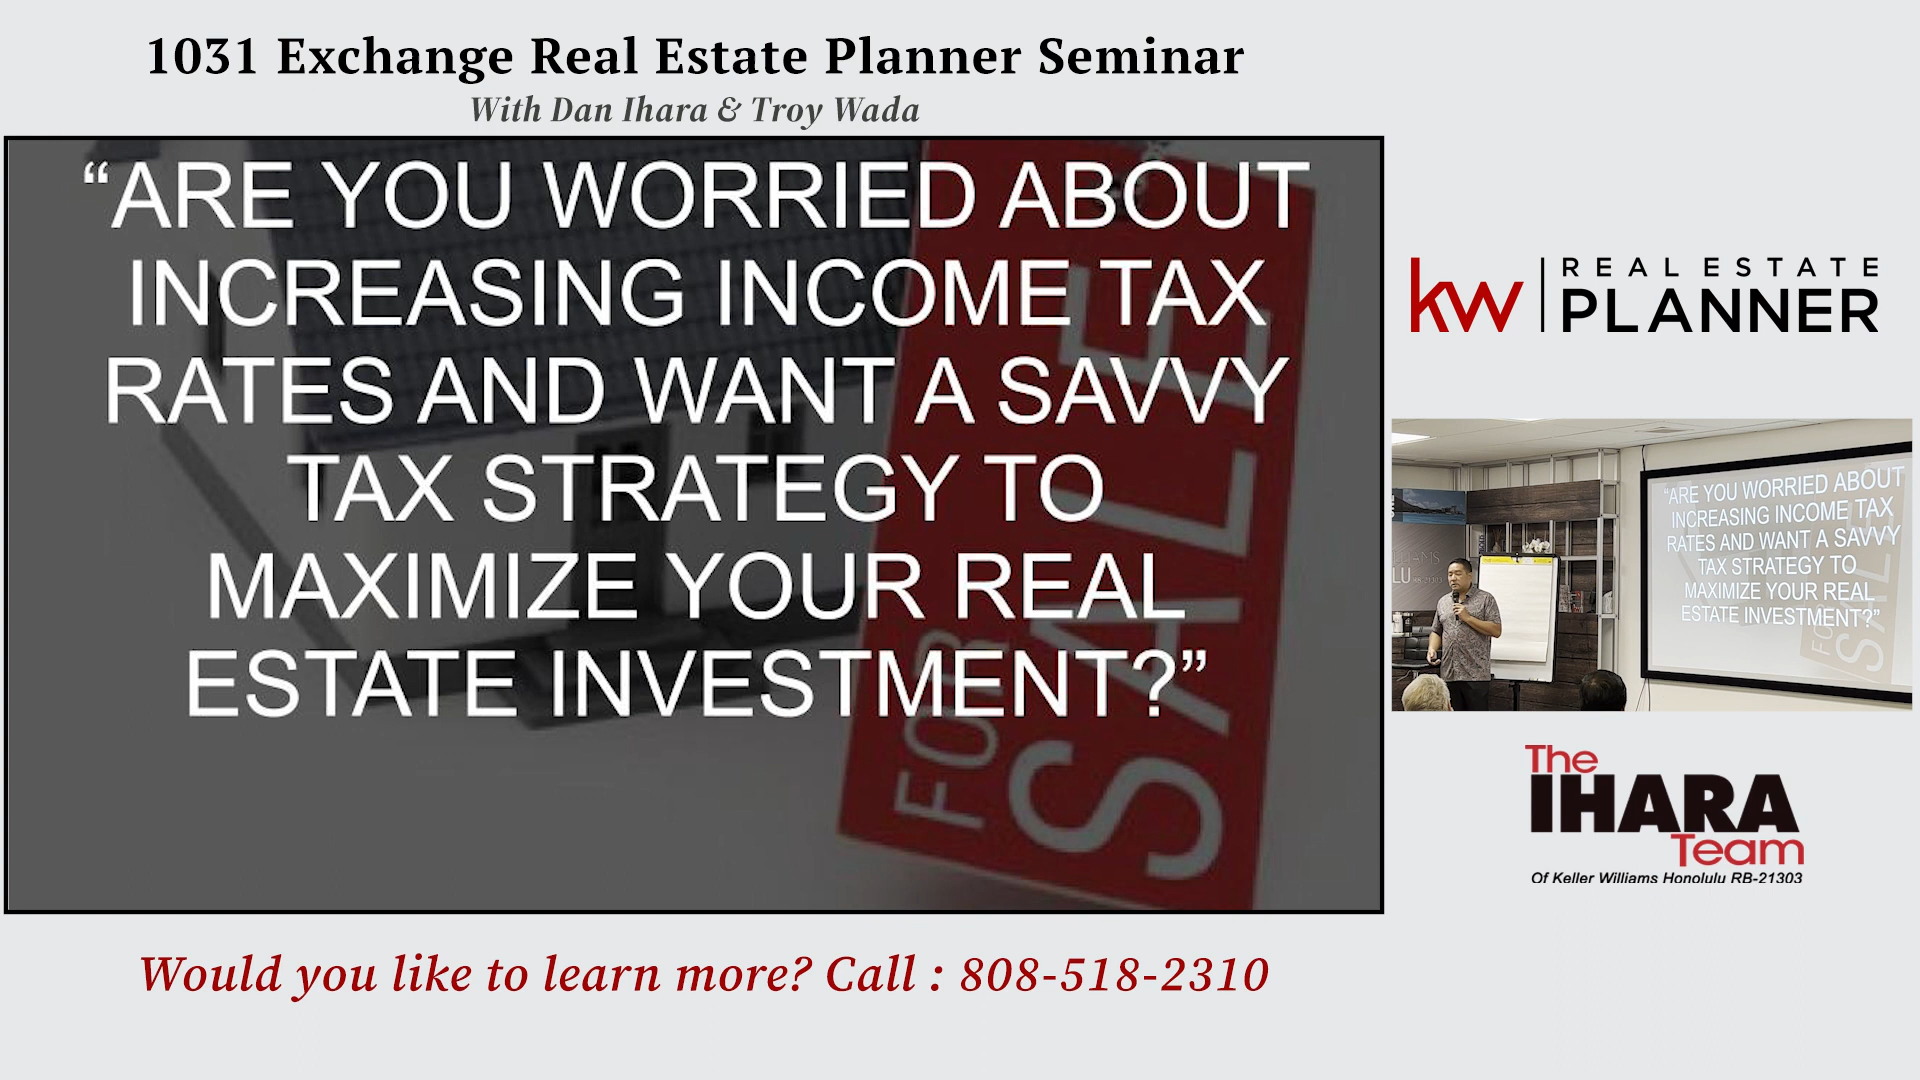 1031 Exchange Real Estate Planner Seminar
With Dan Ihara & Troy Wada
“ARE YOU WORRIED ABOUT
INCREASING INCOME TAX
RATES AND WANT A SAVVY
TAX STRATEGY TO
MAXIMIZE YOUR REAL
ESTATE INVESTMENT?”
FOR
SALE
kw REAL ESTATE
PLANNER
“ARE YOU WORRIED ABOUT
INCREASING INCOME TAX
RATES AND WANT A SAVVY
TAX STRATEGY TO
MAXIMIZE YOUR REAL
ESTATE INVESTMENT?”
FOR
SALE
The
IHARA
Team
Of Keller Williams Honolulu RB-21303
Would you like to learn more? Call : 808-518-2310